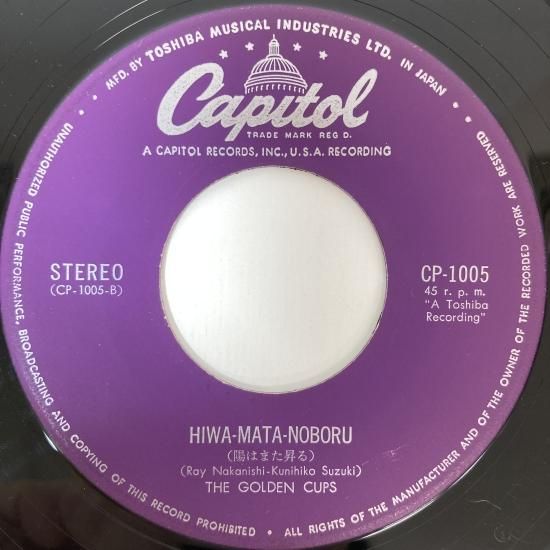 MFD. BY TOSHIBA MUSICAL INDUSTRIES LTD. IN JAPAN
Capitol
TRADE MARK REG D.
A CAPITOL RECORDS, INC., U.S.A. RECORDING
STEREO
(CP-1005-B)
CP-1005
45 r. p. m.
"A Toshiba
Recording"
HIWA-MATA-NOBORU
(陽はまた昇る)
(Ray Nakanishi-Kunihiko Suzuki)
THE GOLDEN CUPS
UNAUTHORIZED PUBLIC PERFORMANCE, BROADCASTING AND COPYING OF THIS RECORD PROHIBITED • ALL RIGHTS OF THE MANUFACTURER AND OF THE OWNER OF THE RECORDED WORK ARE RESERVED